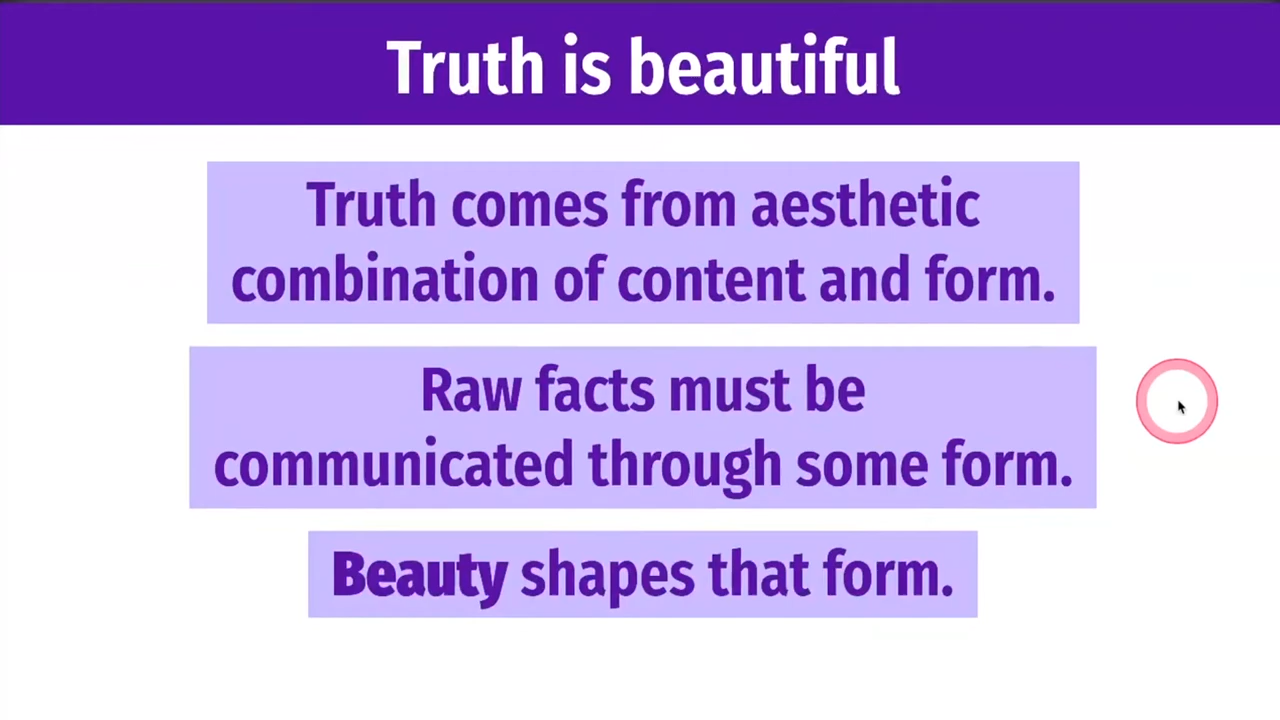 Truth is beautiful
Truth comes from aesthetic
combination of content and form.
Raw facts must be
communicated through some form.
Beauty shapes that form.